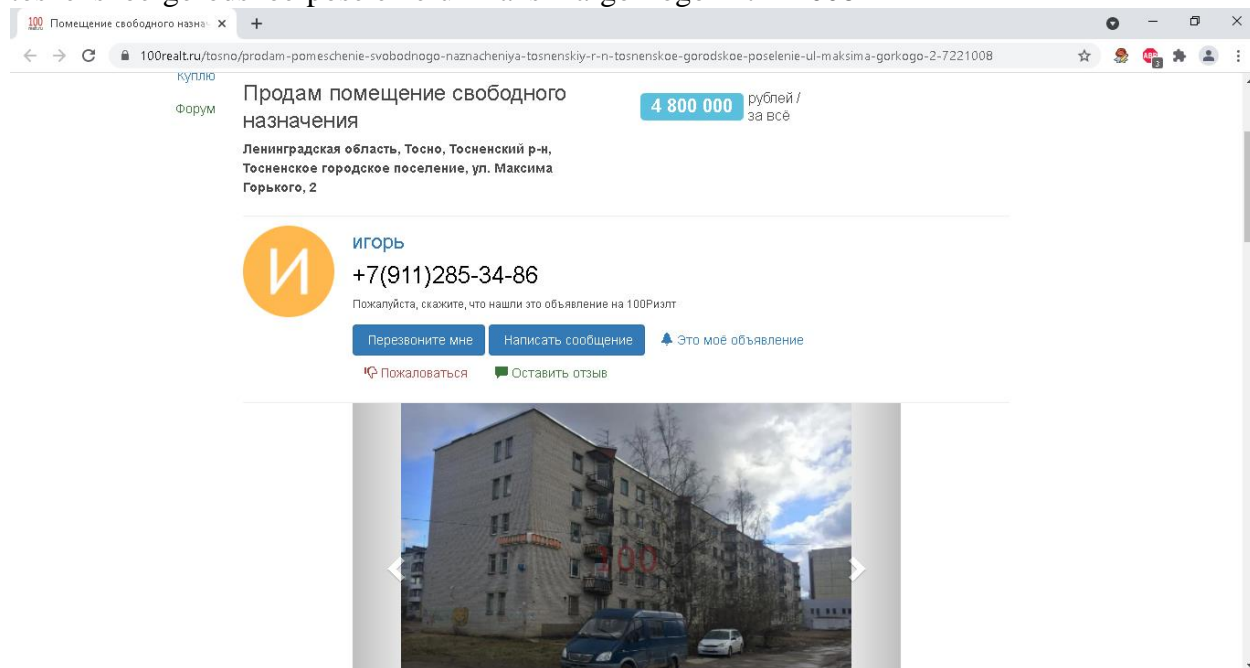 Помещение свободного назнач
100realt.ru/tosno/prodam-pomeschenie-svobodnogo-naznacheniya-tosnenskiy-r-n-tosnenskoe-gorodskoe-poselenie-ul-maksima-gorkogo-2-7221008
Куплю
Форум
Продам помещение свободного
назначения
4 800 000 рублей /
за всё
Ленинградская область, Тосно, Тосненский р-н,
Тосненское городское поселение, ул. Максима
Горького, 2
И
игорь
+7(911)285-34-86
Пожалуйста, скажите, что нашли это объявление на 100Риэлт
Перезвоните мне Написать сообщение Это моё объявление
Пожаловаться Оставить отзыв
100